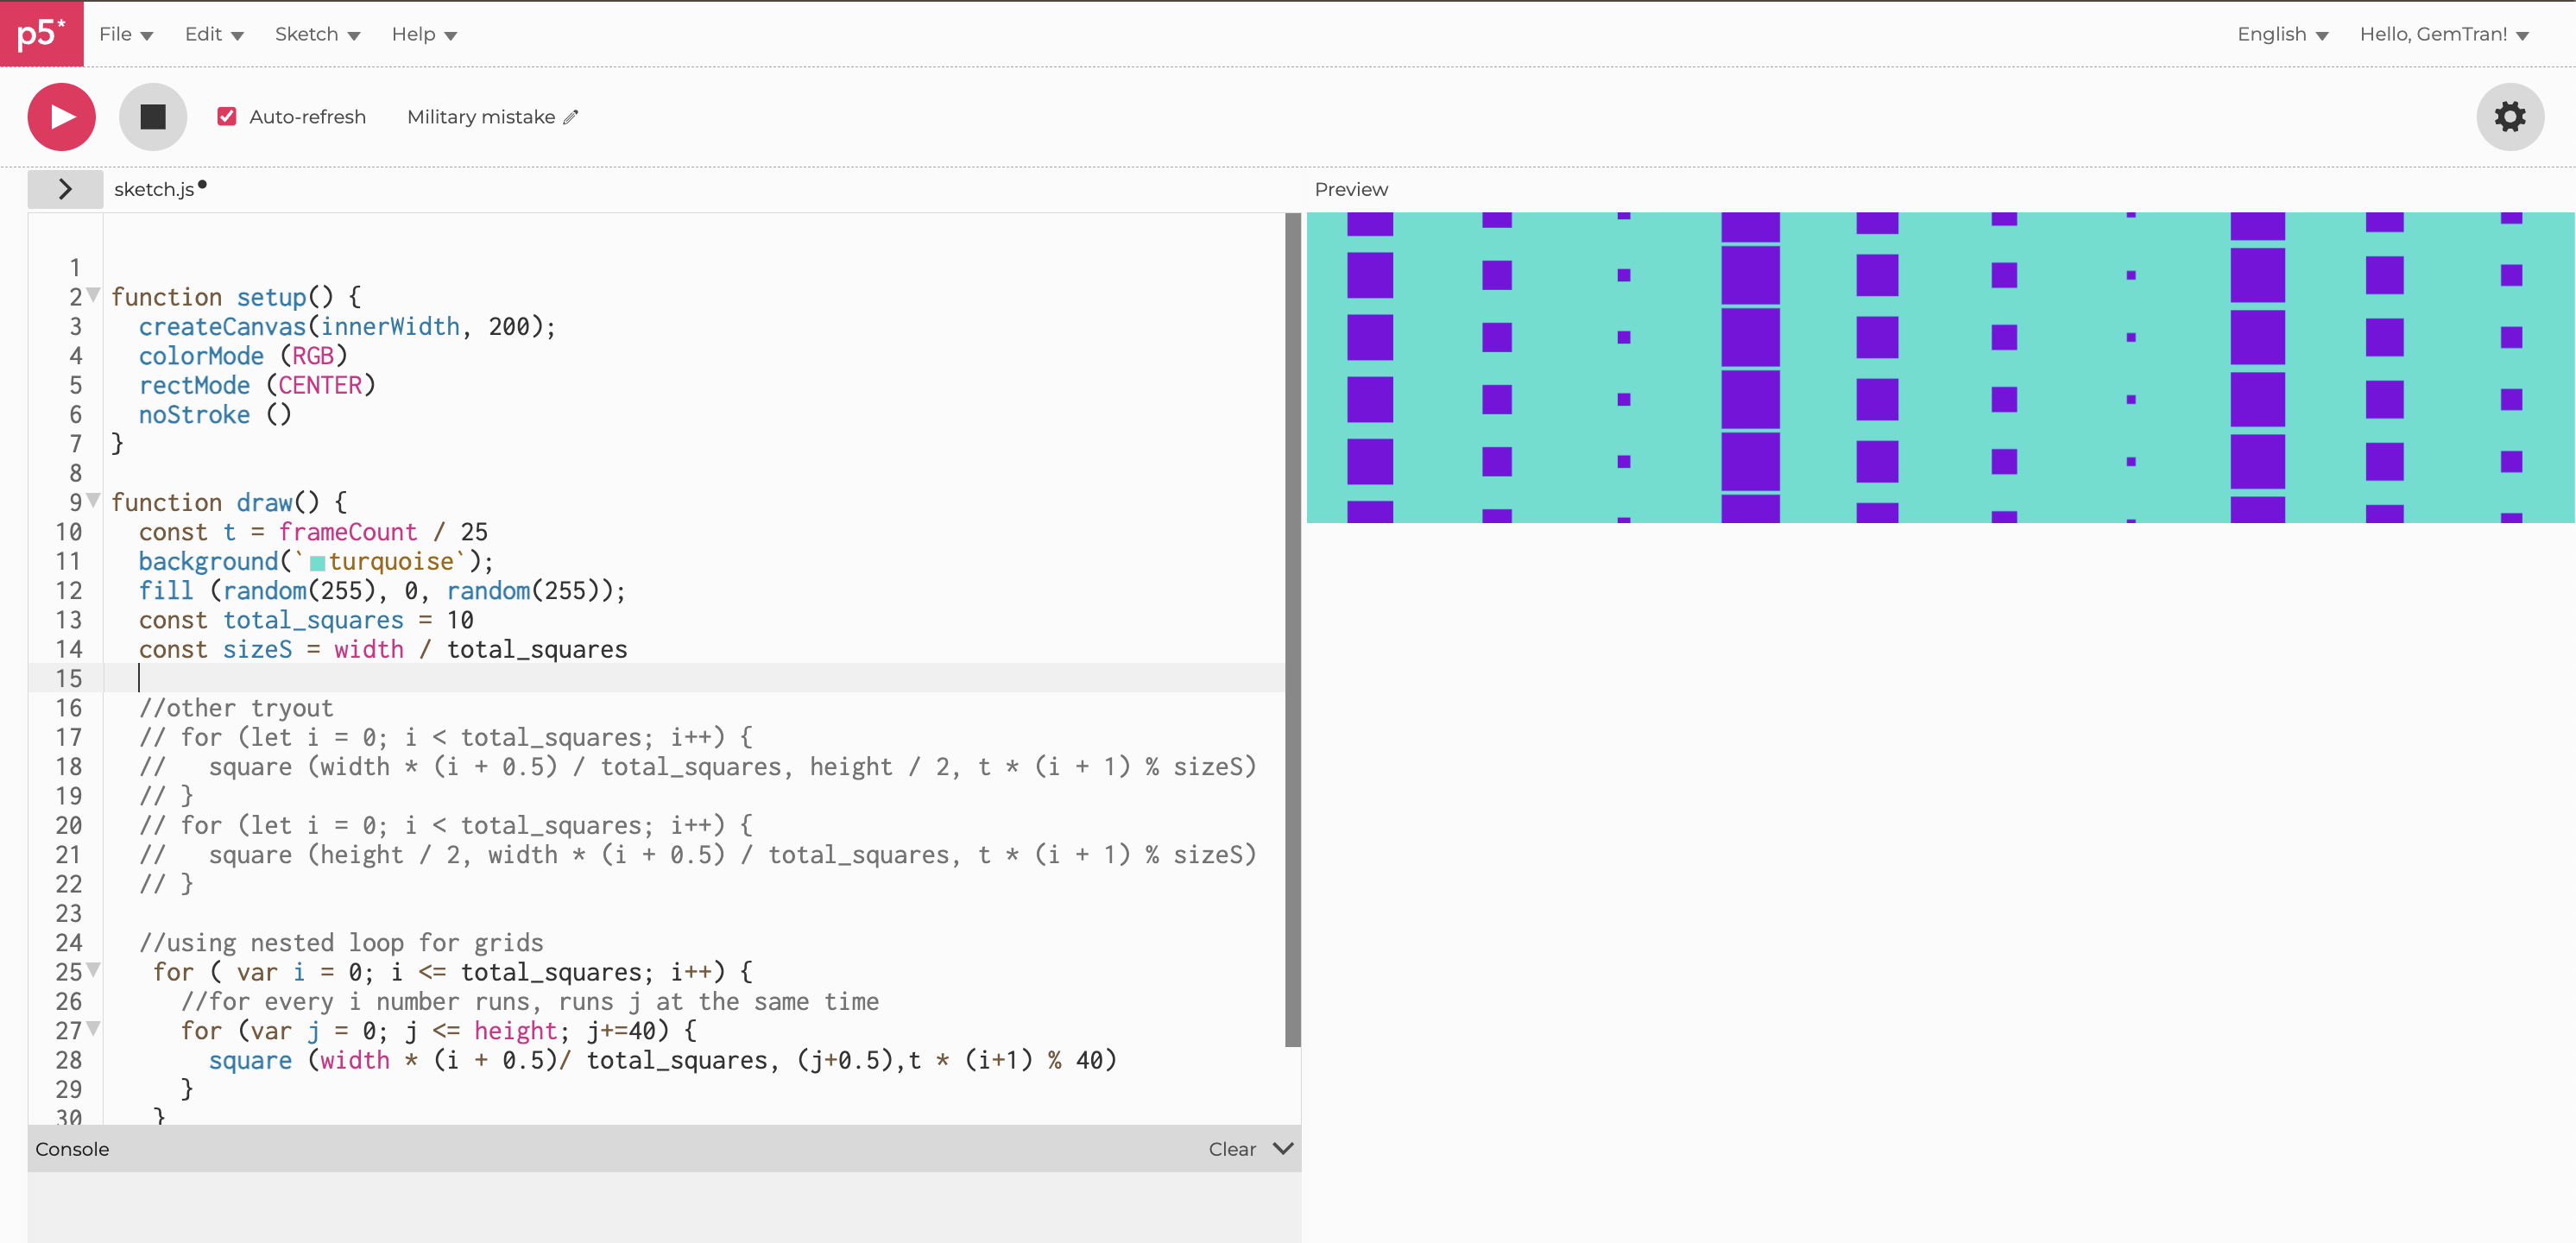 p5* File Edit Sketch Help English Hello, GemTran!
Auto-refresh Military mistake
sketch.js Preview
1
2 function setup() {
3 createCanvas(innerWidth, 200);
4 colorMode (RGB)
5 rectMode (CENTER)
6 noStroke ()
7 }
8
9 function draw() {
10 const t = frameCount / 25
11 background(`turquoise`);
12 fill (random(255), 0, random(255));
13 const total_squares = 10
14 const sizeS = width / total_squares
15
16 //other tryout
17 // for (let i = 0; i < total_squares; i++) {
18 //   square (width * (i + 0.5) / total_squares, height / 2, t * (i + 1) % sizeS)
19 // }
20 // for (let i = 0; i < total_squares; i++) {
21 //   square (height / 2, width * (i + 0.5) / total_squares, t * (i + 1) % sizeS)
22 // }
23
24 //using nested loop for grids
25 for ( var i = 0; i <= total_squares; i++) {
26 //for every i number runs, runs j at the same time
27 for (var j = 0; j <= height; j+=40) {
28 square (width * (i + 0.5)/ total_squares, (j+0.5),t * (i+1) % 40)
29 }
30 }
Console Clear